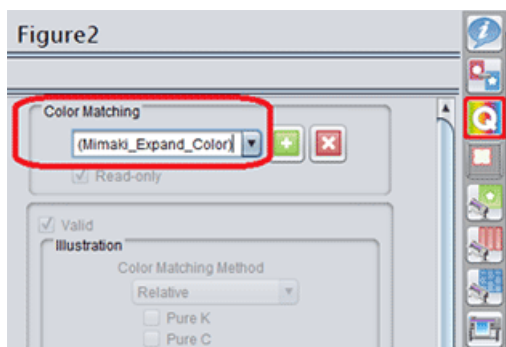 Figure2
Color Matching
(Mimaki_Expand_Color)
Read-only
Valid
Illustration
Color Matching Method
Relative
Pure K
Pure C